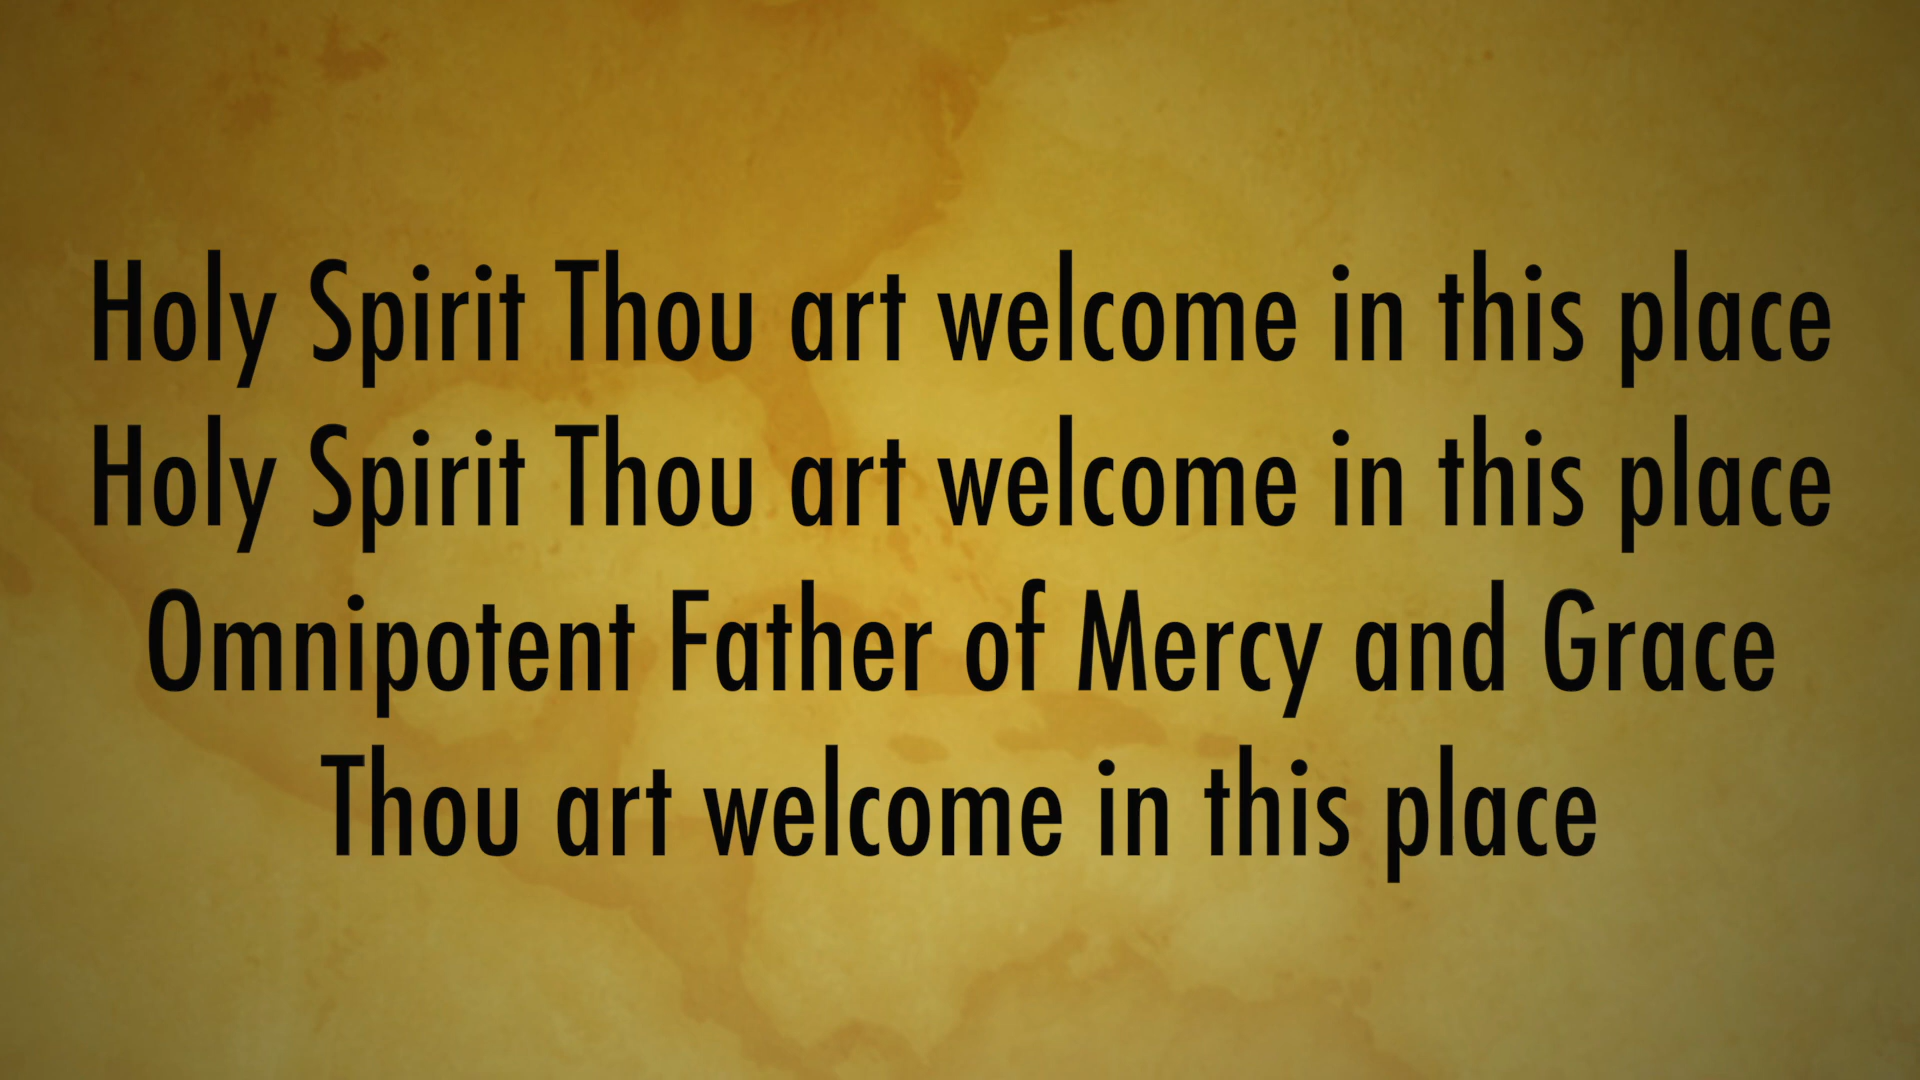 Holy Spirit Thou art welcome in this place
Holy Spirit Thou art welcome in this place
Omnipotent Father of Mercy and Grace
Thou art welcome in this place